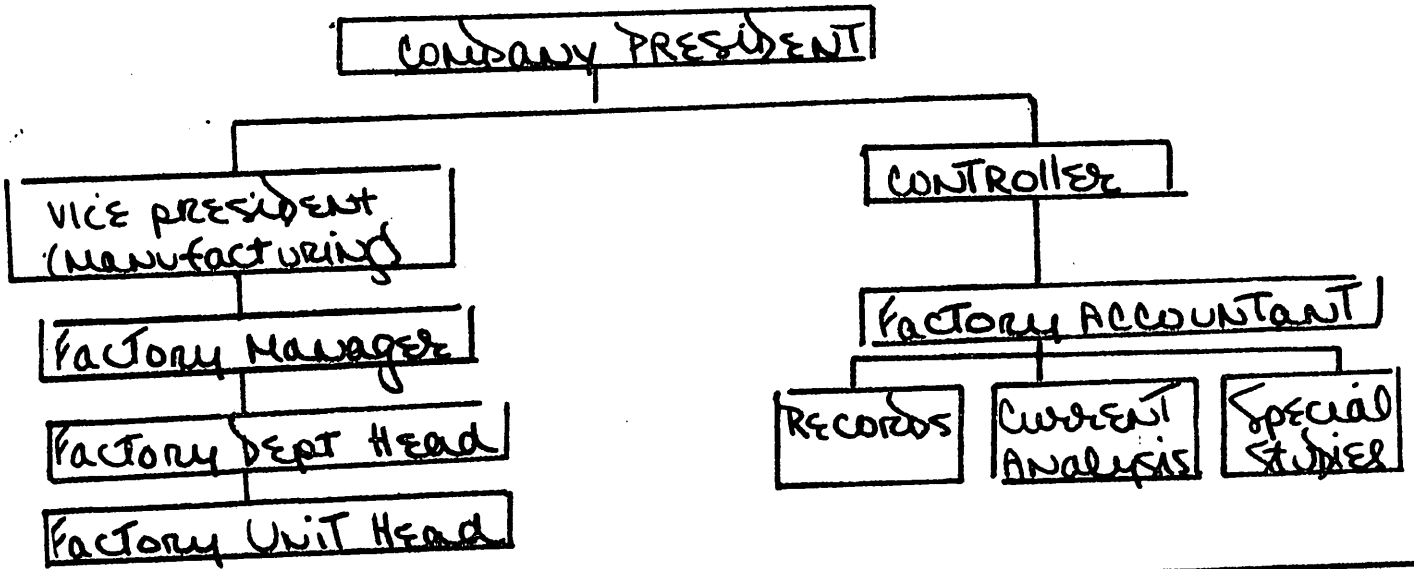 COMPANY PRESIDENT
VICE PRESIDENT
(MANUFACTURING)
CONTROLLER
FACTORY MANAGER
FACTORY ACCOUNTANT
FACTORY DEPT HEAD
RECORDS
CURRENT
ANALYSIS
SPECIAL
STUDIES
FACTORY UNIT HEAD